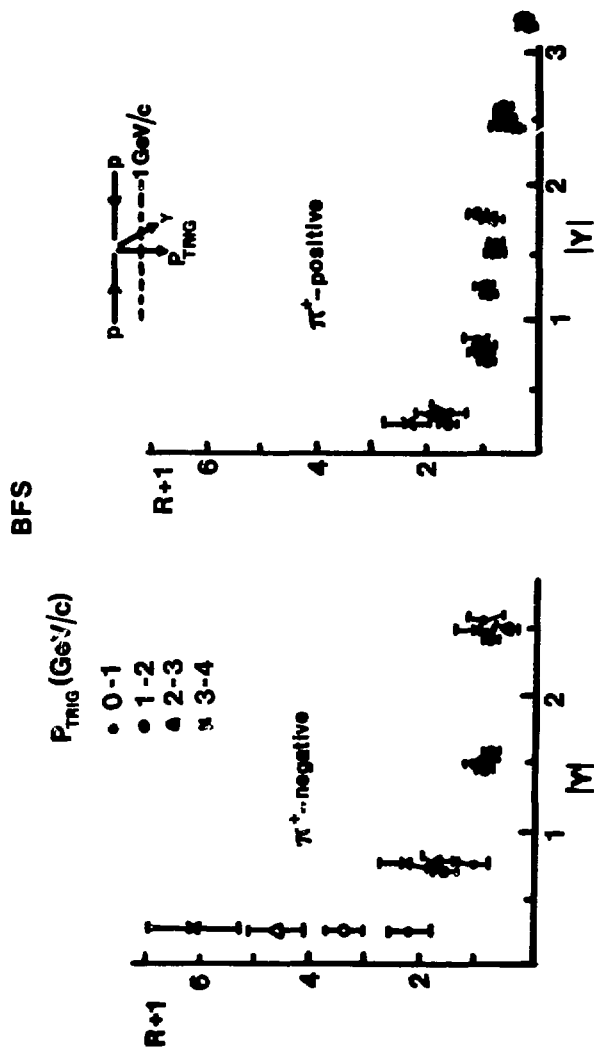 BFS
P_TRIG (GeV/c)
0-1
1-2
2-3
3-4
R+1
6
4
2
π⁺-negative
1
2
|Y|
R+1
6
4
2
π⁺-positive
p
p
1 GeV/c
Y
P_TRIG
1
2
3
|Y|